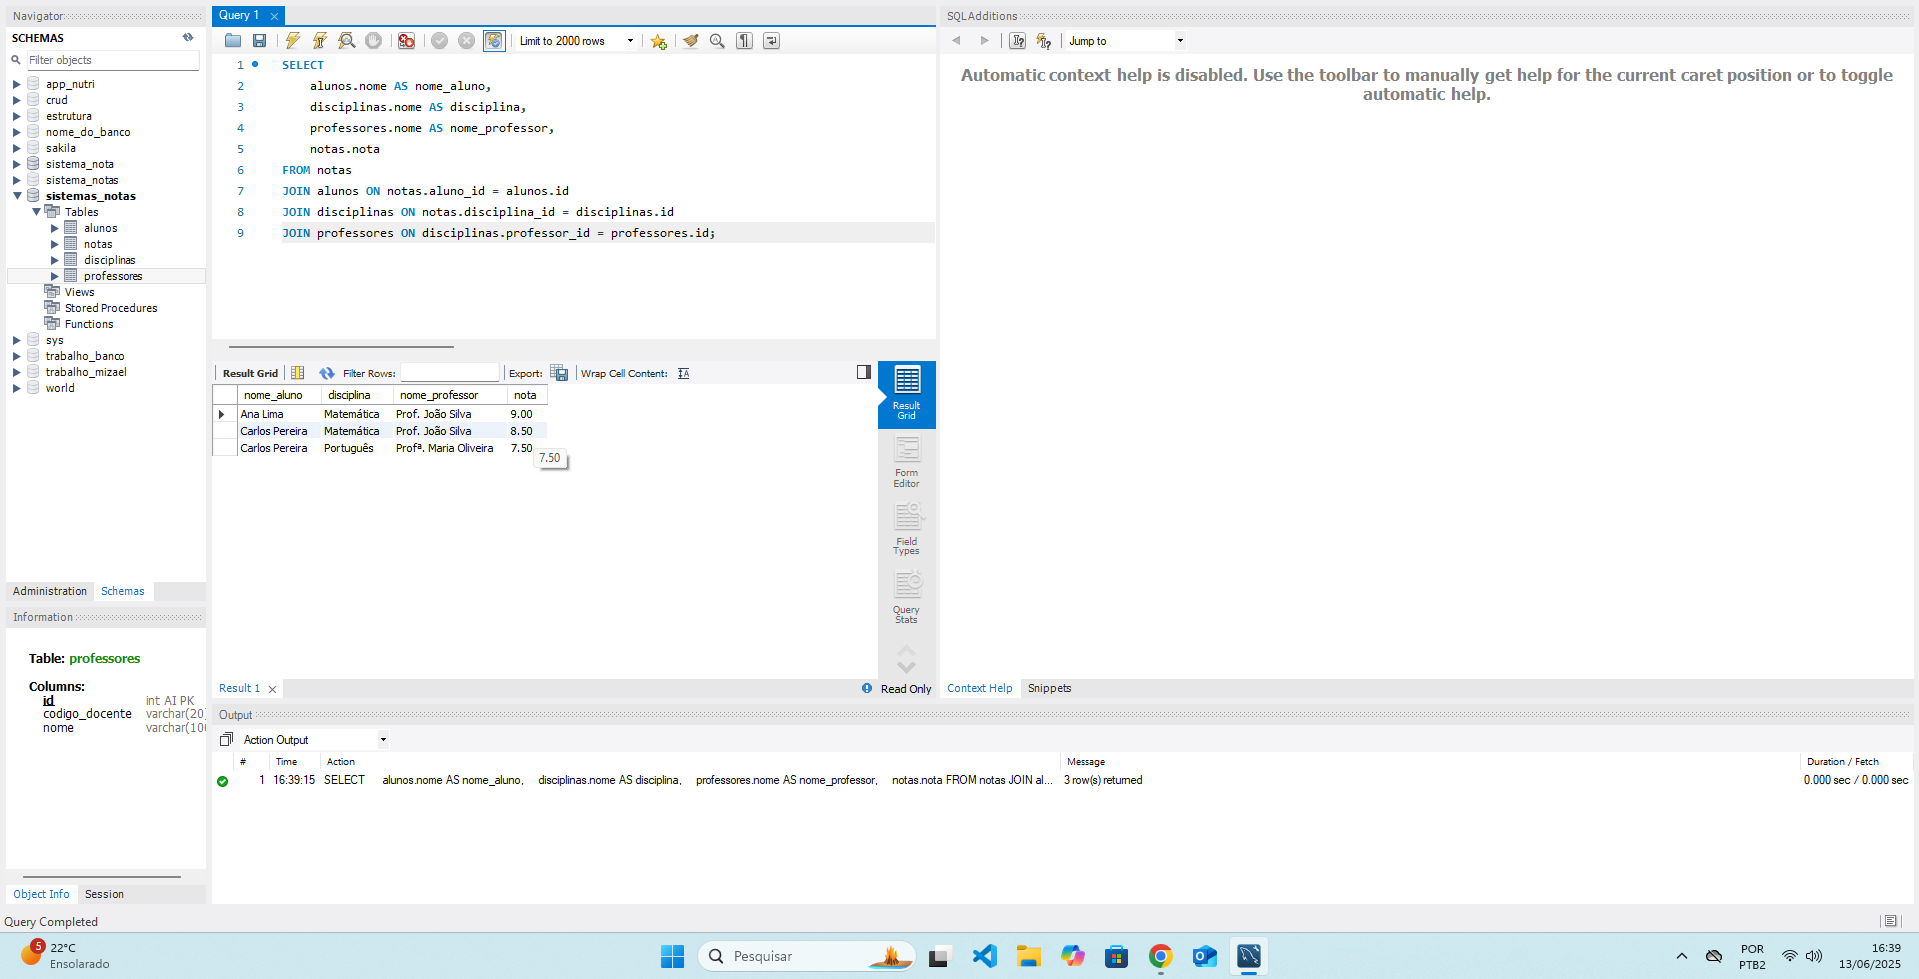 Navigator
SCHEMAS
Filter objects
app_nutri
crud
estrutura
nome_do_banco
sakila
sistema_nota
sistema_notas
sistemas_notas
Tables
alunos
notas
disciplinas
professores
Views
Stored Procedures
Functions
sys
trabalho_banco
trabalho_mizael
world
Administration Schemas
Information
Table: professores
Columns:
id int AI PK
codigo_docente varchar(20)
nome varchar(10
Object Info Session
Query Completed
Query 1
Limit to 2000 rows
1 SELECT
2 alunos.nome AS nome_aluno,
3 disciplinas.nome AS disciplina,
4 professores.nome AS nome_professor,
5 notas.nota
6 FROM notas
7 JOIN alunos ON notas.aluno_id = alunos.id
8 JOIN disciplinas ON notas.disciplina_id = disciplinas.id
9 JOIN professores ON disciplinas.professor_id = professores.id;
Result Grid Filter Rows: Export: Wrap Cell Content:
nome_aluno disciplina nome_professor nota
Ana Lima Matemática Prof. João Silva 9.00
Carlos Pereira Matemática Prof. João Silva 8.50
Carlos Pereira Português Profª. Maria Oliveira 7.50
7.50
Result Grid
Form Editor
Field Types
Query Stats
Result 1
Read Only
SQLAdditions
Jump to
Automatic context help is disabled. Use the toolbar to manually get help for the current caret position or to toggle
automatic help.
Context Help Snippets
Output
Action Output
# Time Action Message Duration / Fetch
1 16:39:15 SELECT alunos.nome AS nome_aluno, disciplinas.nome AS disciplina, professores.nome AS nome_professor, notas.nota FROM notas JOIN al... 3 row(s) returned 0.000 sec / 0.000 sec
5
22°C
Ensolarado
Pesquisar
POR
PTB2
16:39
13/06/2025